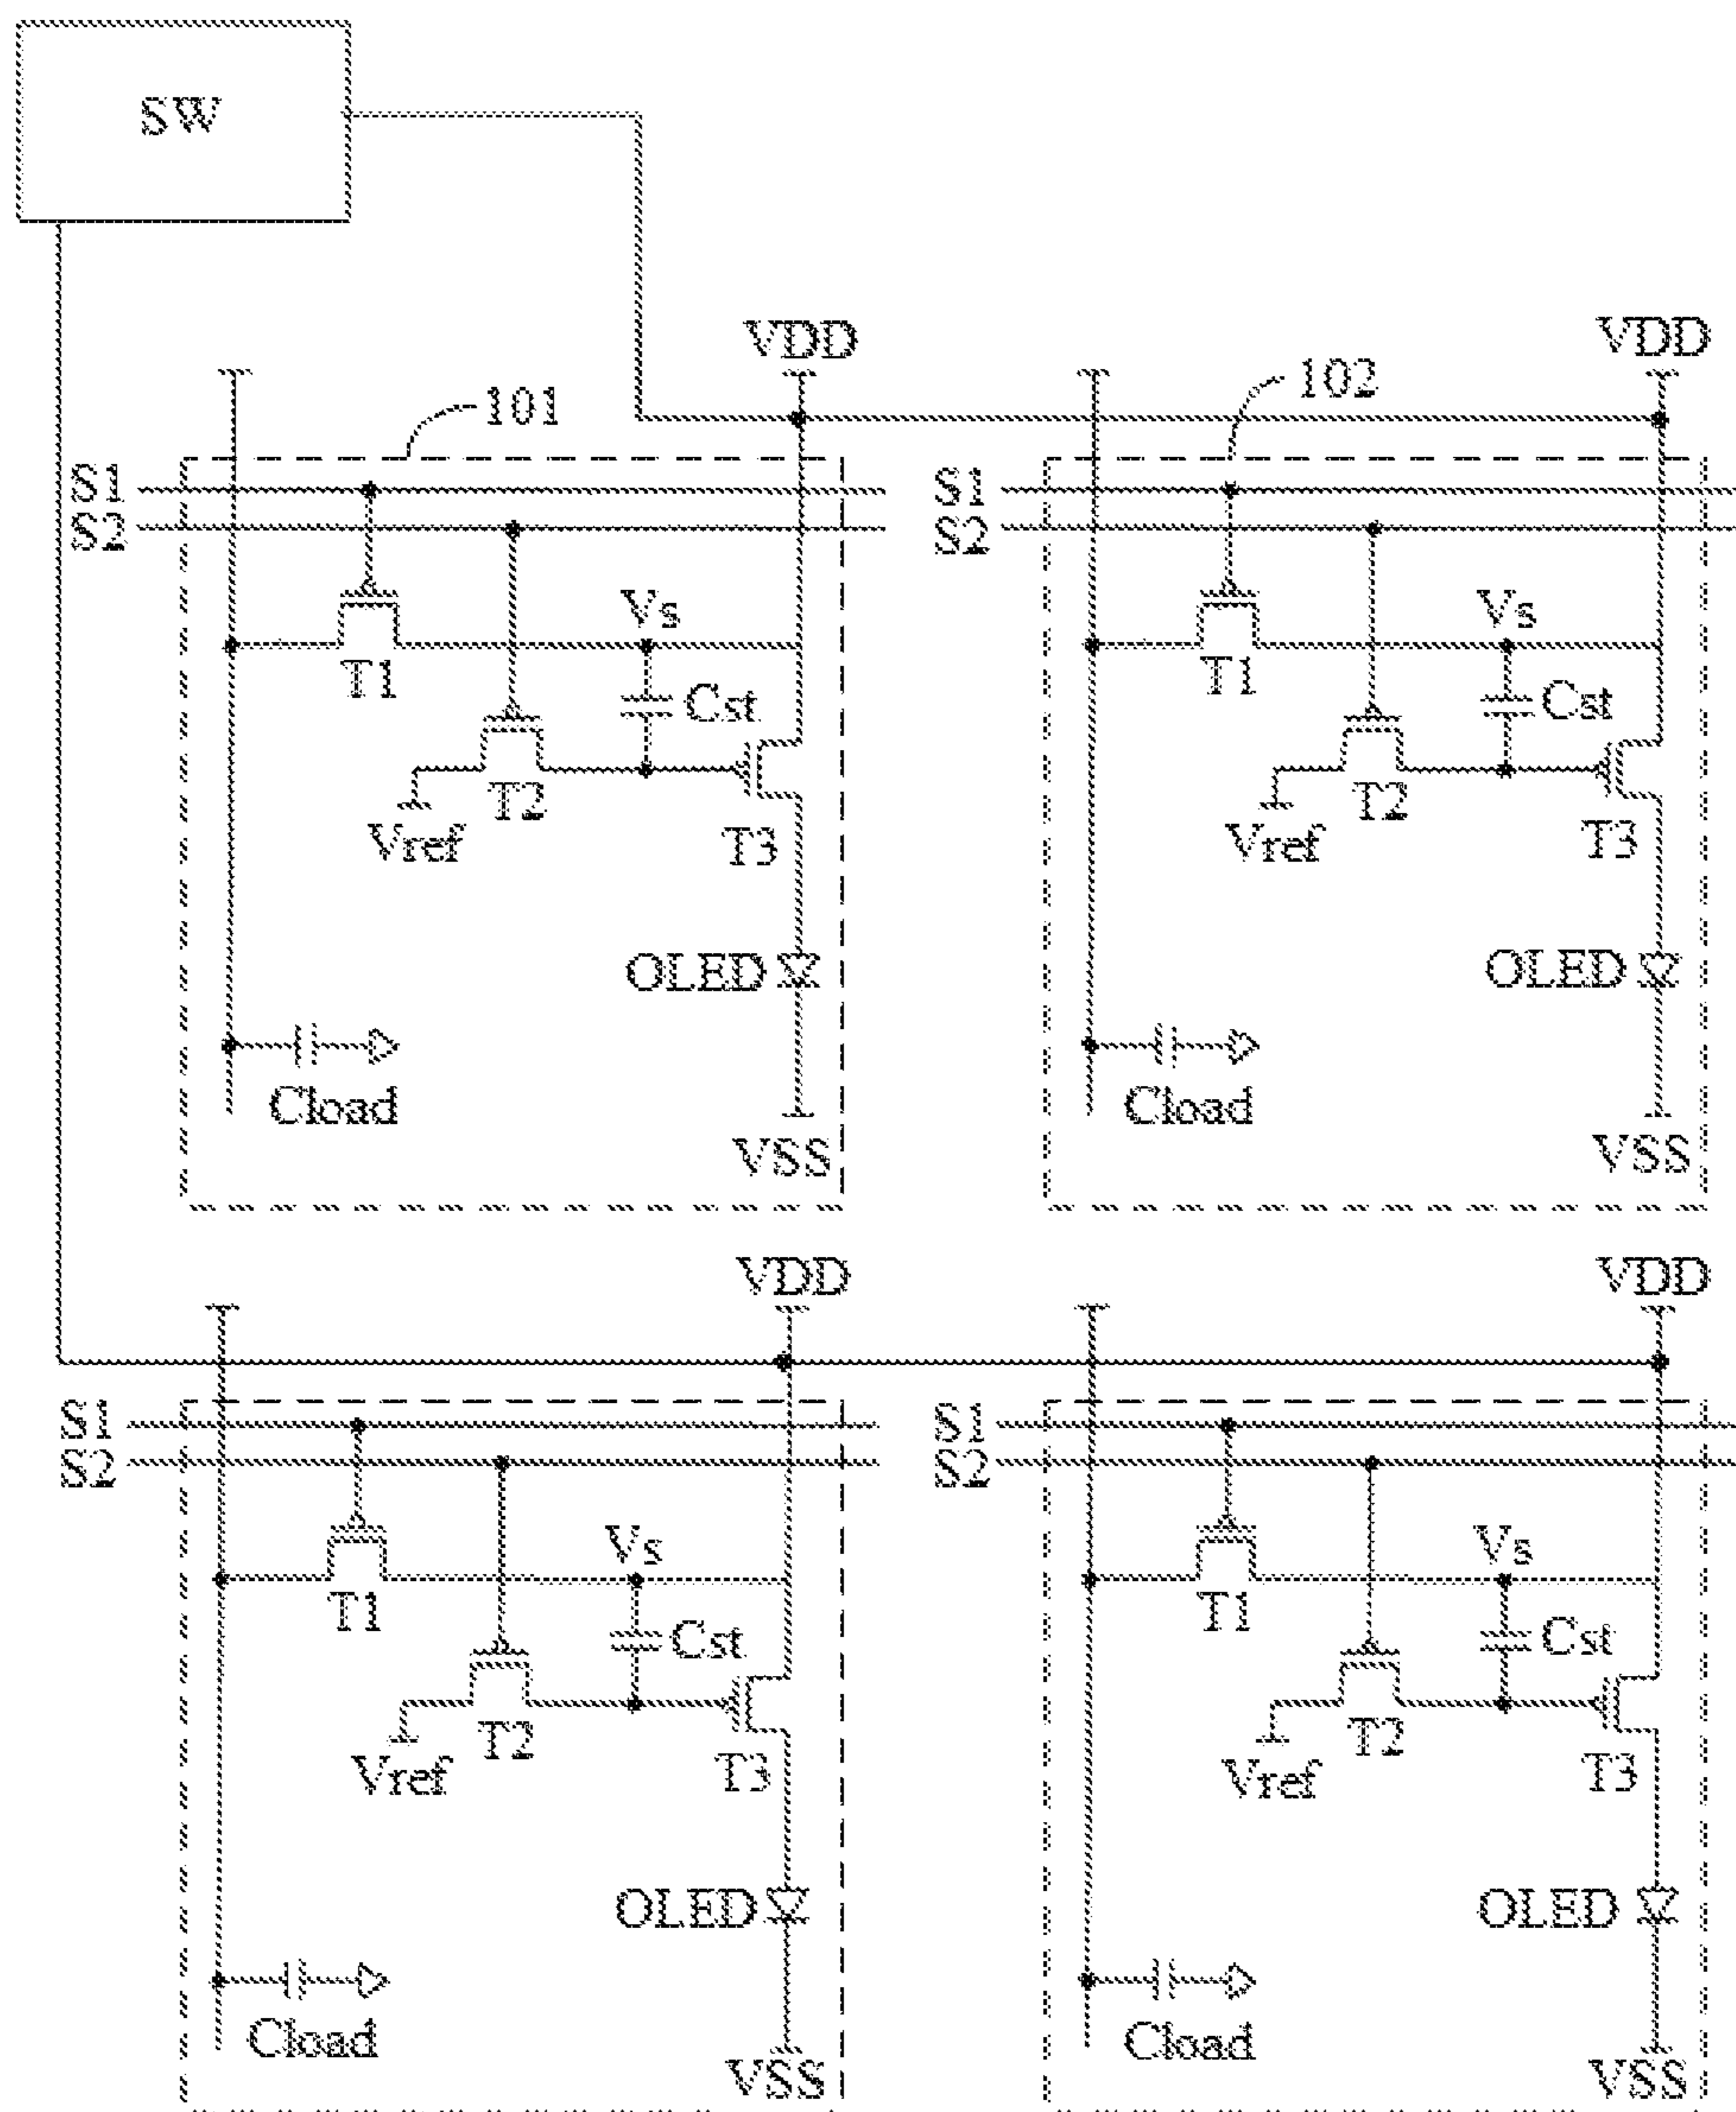 SW
VDD
VDD
101
102
S1
S1
S2
S2
Vs
Vs
T1
T1
Cst
Cst
T2
T2
Vref
T3
Vref
T3
OLED
OLED
Cload
Cload
VSS
VSS
VDD
VDD
S1
S1
S2
S2
Vs
Vs
T1
T1
Cst
Cst
T2
T2
Vref
T3
Vref
T3
OLED
OLED
Cload
Cload
VSS
VSS